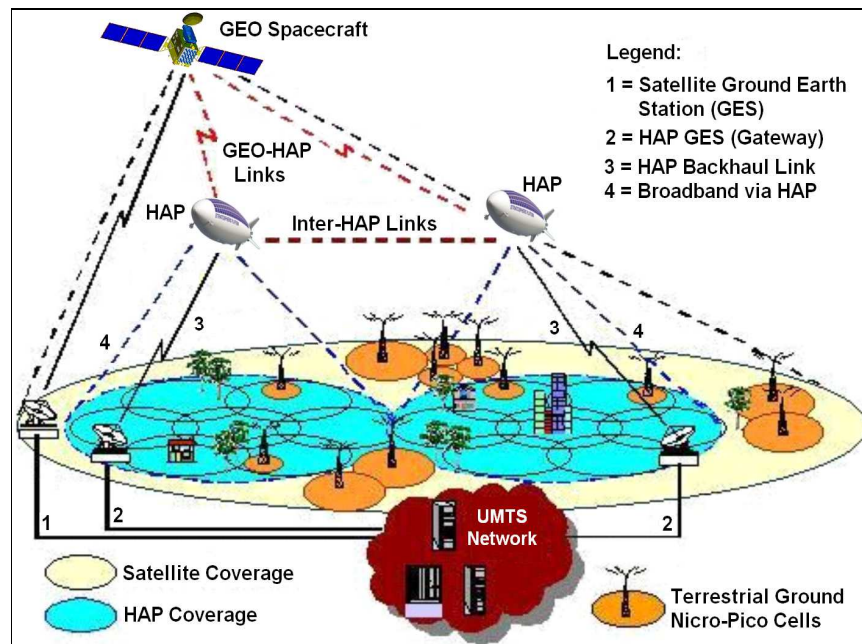 GEO Spacecraft
Legend:
1 = Satellite Ground Earth
Station (GES)
2 = HAP GES (Gateway)
3 = HAP Backhaul Link
4 = Broadband via HAP
GEO-HAP
Links
HAP
HAP
Inter-HAP Links
4
3
3
4
1
2
2
UMTS
Network
Satellite Coverage
HAP Coverage
Terrestrial Ground
Nicro-Pico Cells